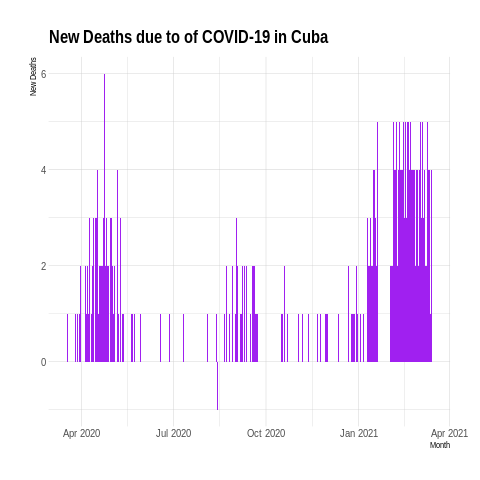 New Deaths due to of COVID-19 in Cuba
New Deaths
6
4
2
0
Apr 2020 Jul 2020 Oct 2020 Jan 2021 Apr 2021
Month